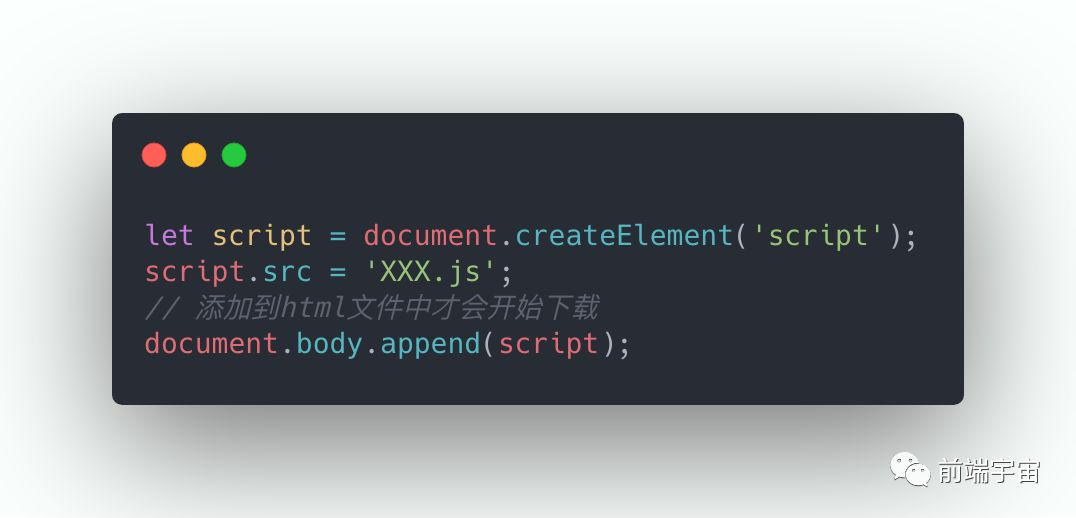 let script = document.createElement('script');
script.src = 'XXX.js';
// 添加到html文件中才会开始下载
document.body.append(script);
前端宇宙